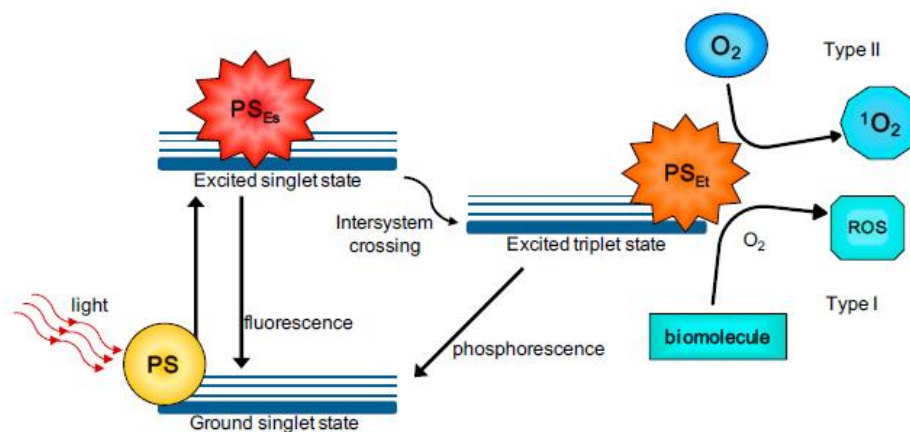 O₂
Type II
PS_Es
¹O₂
Excited singlet state
PS_Et
Intersystem
crossing
Excited triplet state
O₂
ROS
light
fluorescence
Type I
PS
phosphorescence
biomolecule
Ground singlet state